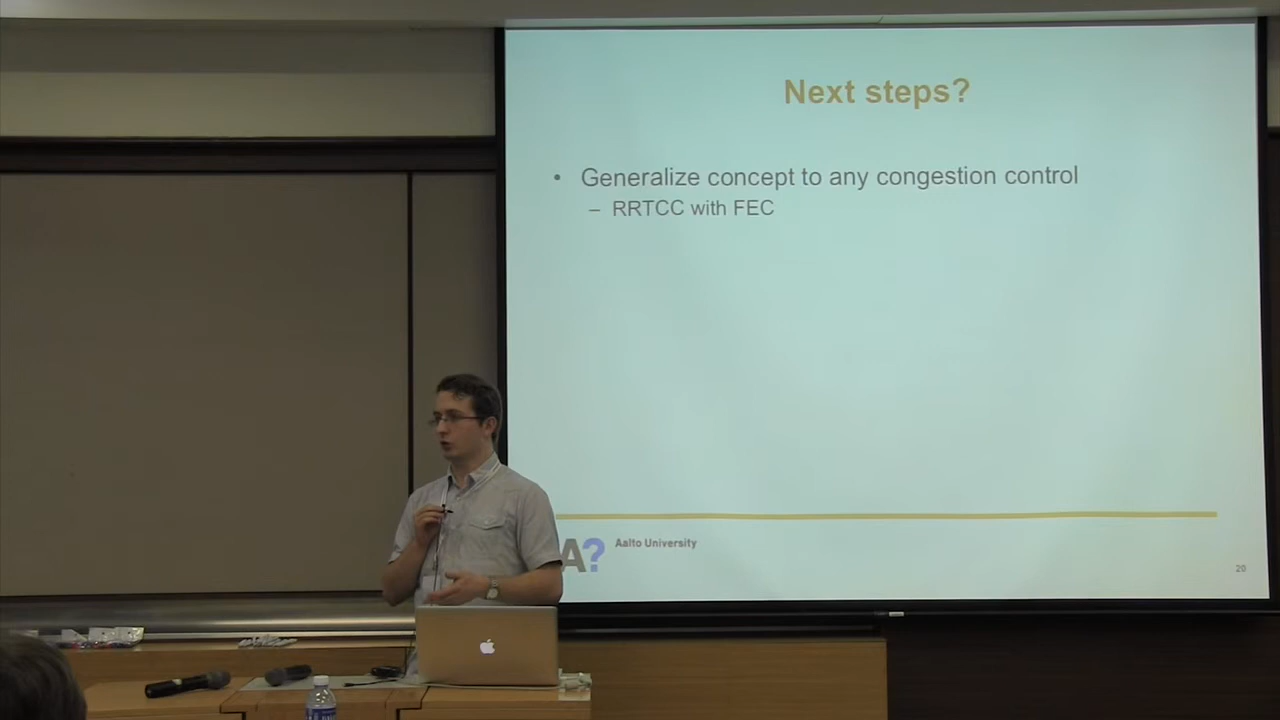 Next steps?
• Generalize concept to any congestion control
– RRTCC with FEC
A?
Aalto University
20